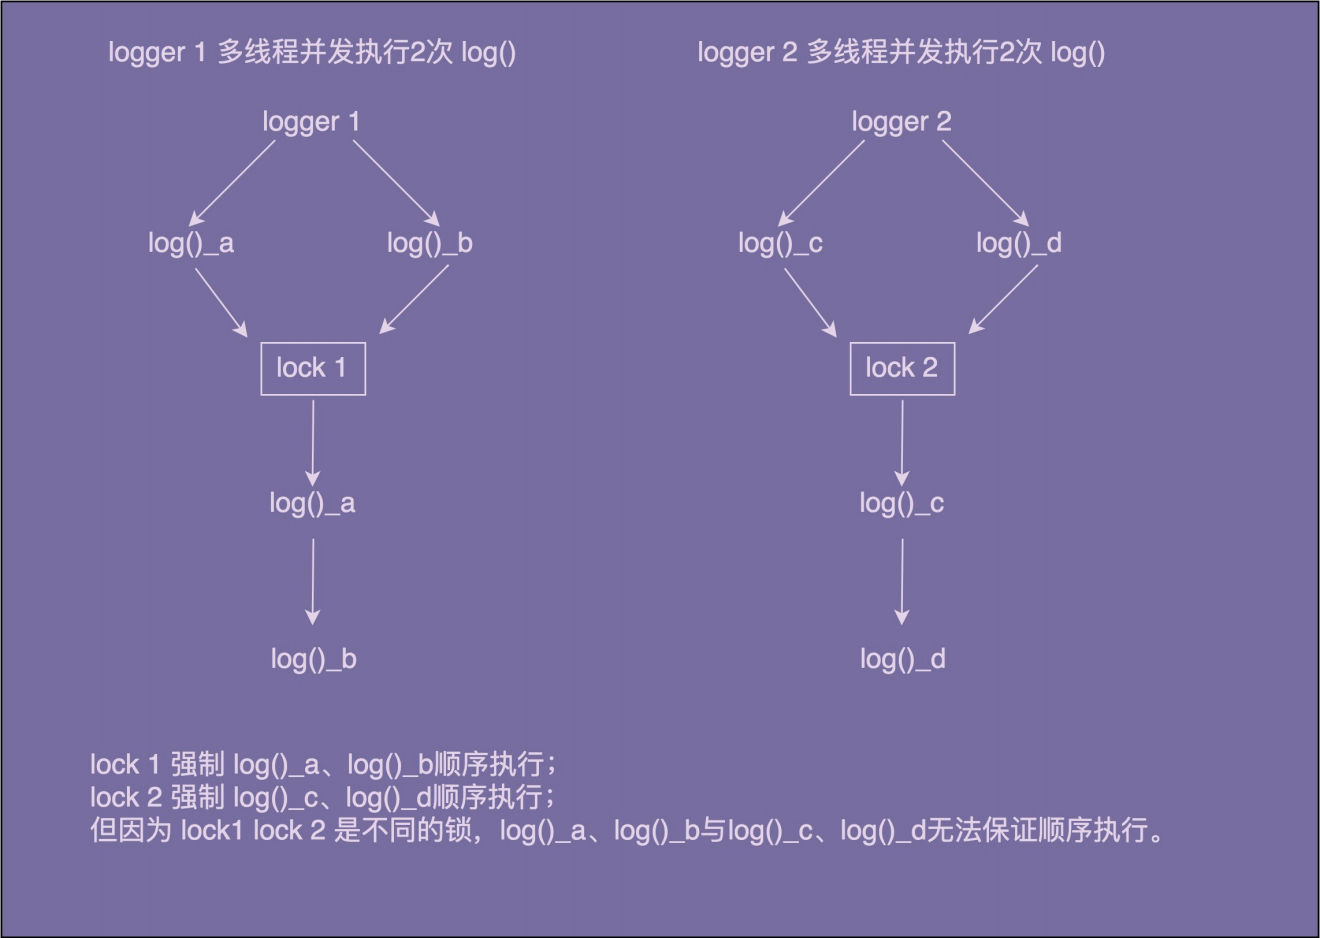 logger 1 多线程并发执行2次 log()
logger 1
log()_a
log()_b
lock 1
log()_a
log()_b
logger 2 多线程并发执行2次 log()
logger 2
log()_c
log()_d
lock 2
log()_c
log()_d
lock 1 强制 log()_a、log()_b顺序执行；
lock 2 强制 log()_c、log()_d顺序执行；
但因为 lock1 lock 2 是不同的锁，log()_a、log()_b与log()_c、log()_d无法保证顺序执行。